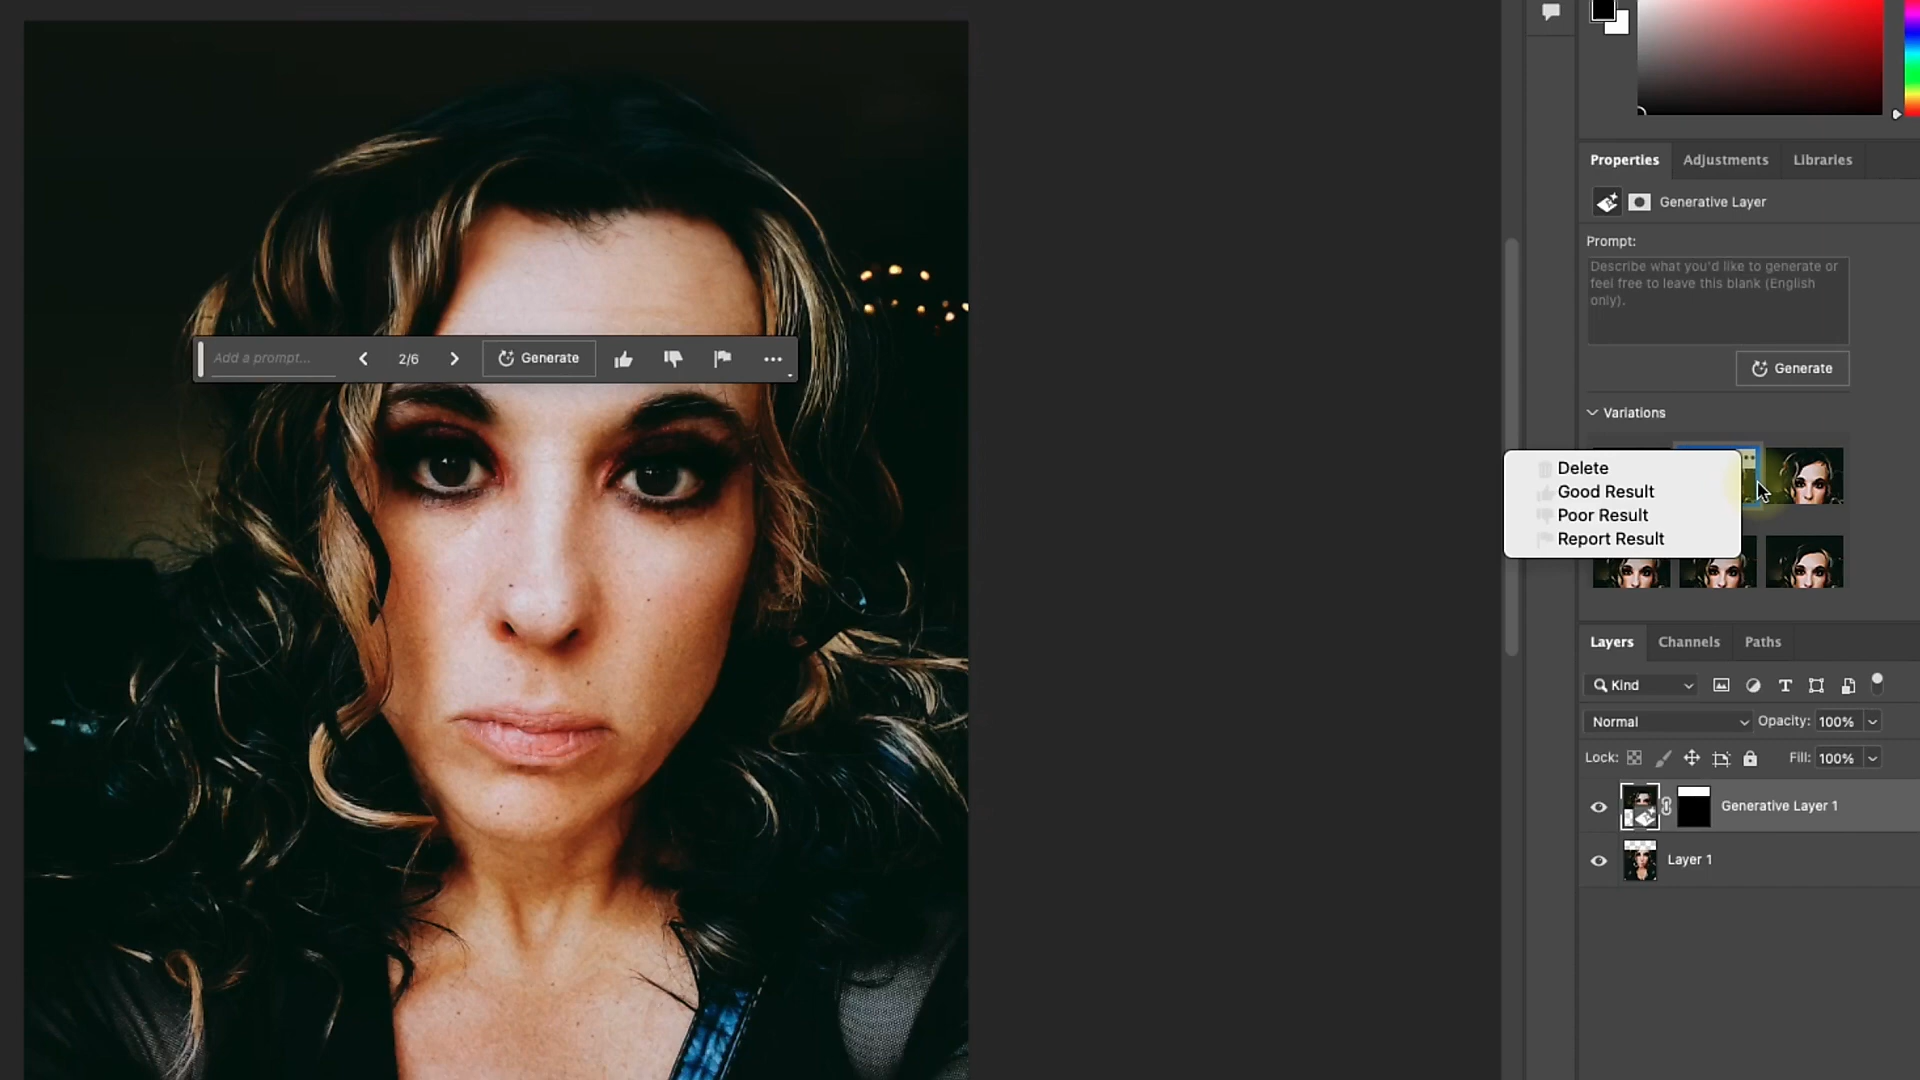 Properties
Adjustments
Libraries
Generative Layer
Prompt:
Describe what you'd like to generate or
feel free to leave this blank (English
only).
Generate
Variations
Delete
Good Result
Poor Result
Report Result
Add a prompt...
2/6
Generate
Layers
Channels
Paths
Kind
Normal
Opacity:
100%
Lock:
Fill:
100%
Generative Layer 1
Layer 1